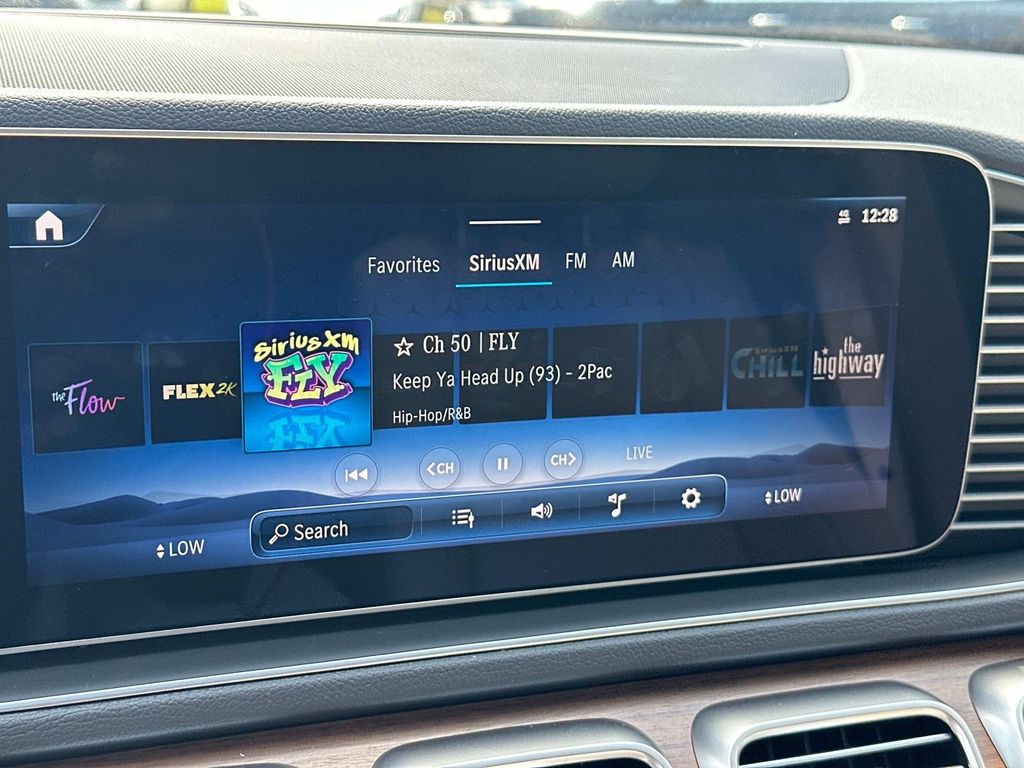 4G 12:28
Favorites SiriusXM FM AM
the Flow
FLEX2K
SiriusXM
FLY
Ch 50 | FLY
Keep Ya Head Up (93) - 2Pac
Hip-Hop/R&B
SiriusXM
CHILL
the
highway
<CH
CH>
LIVE
LOW
Search
LOW